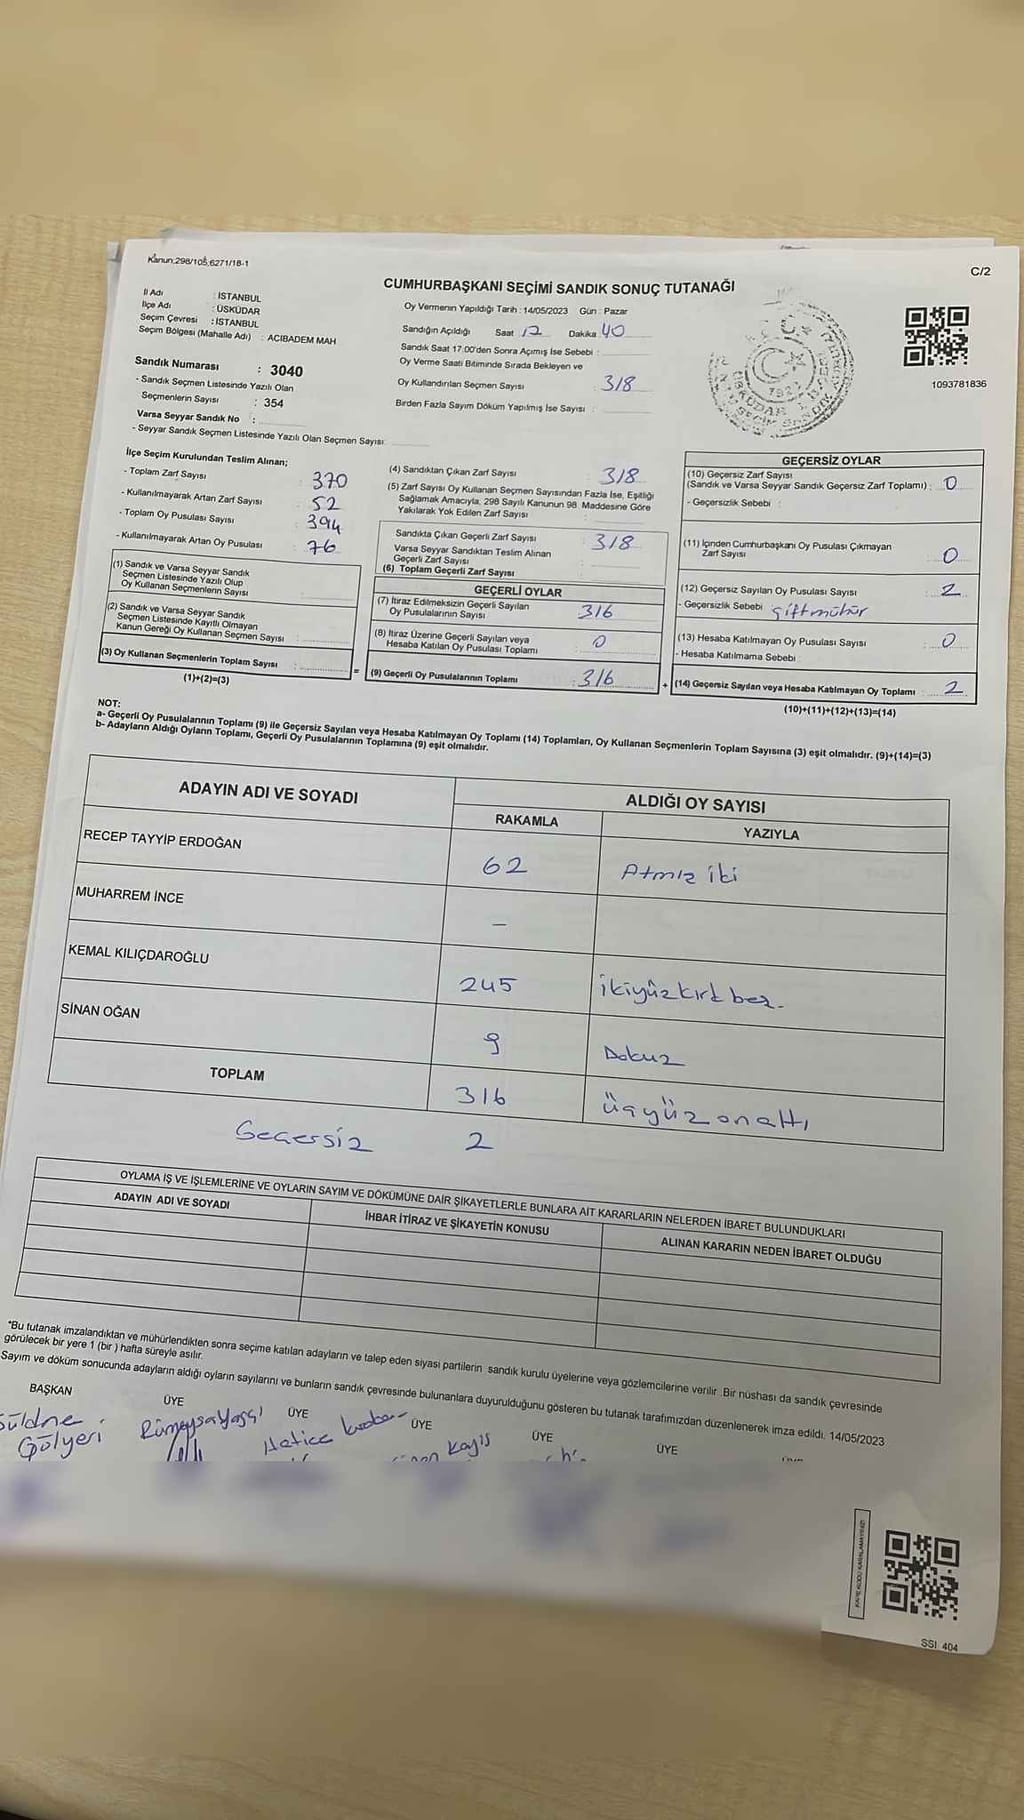 Kanun;298/105;6271/18-1
C/2
CUMHURBAŞKANI SEÇİMİ SANDIK SONUÇ TUTANAĞI
İl Adı : İSTANBUL
İlçe Adı : ÜSKÜDAR
Seçim Çevresi : İSTANBUL
Seçim Bölgesi (Mahalle Adı) : ACIBADEM MAH
Sandık Numarası : 3040
- Sandık Seçmen Listesinde Yazılı Olan
Seçmenlerin Sayısı : 354
Varsa Seyyar Sandık No :
- Seyyar Sandık Seçmen Listesinde Yazılı Olan Seçmen Sayısı:
Oy Vermenin Yapıldığı Tarih : 14/05/2023 Gün : Pazar
Sandığın Açıldığı Saat 17 Dakika 40
Sandık Saat 17.00'den Sonra Açımış İse Sebebi :
Oy Verme Saati Bitiminde Sırada Bekleyen ve
Oy Kullandırılan Seçmen Sayısı 318
Birden Fazla Sayım Döküm Yapılmış İse Sayısı :
1093781836
İlçe Seçim Kurulundan Teslim Alınan;
- Toplam Zarf Sayısı 370
- Kullanılmayarak Artan Zarf Sayısı 52
- Toplam Oy Pusulası Sayısı 394
- Kullanılmayarak Artan Oy Pusulası 76
(1) Sandık ve Varsa Seyyar Sandık
Seçmen Listesinde Yazılı Olup
Oy Kullanan Seçmenlerin Sayısı
(2) Sandık ve Varsa Seyyar Sandık
Seçmen Listesinde Kayıtlı Olmayan
Kanun Gereği Oy Kullanan Seçmen Sayısı :
(3) Oy Kullanan Seçmenlerin Toplam Sayısı :
(1)+(2)=(3)
(4) Sandıktan Çıkan Zarf Sayısı 318
(5) Zarf Sayısı Oy Kullanan Seçmen Sayısından Fazla İse, Eşitliği
Sağlamak Amacıyla, 298 Sayılı Kanunun 98. Maddesine Göre
Yakılarak Yok Edilen Zarf Sayısı
Sandıkta Çıkan Geçerli Zarf Sayısı : 318
Varsa Seyyar Sandıktan Teslim Alınan
Geçerli Zarf Sayısı
(6) Toplam Geçerli Zarf Sayısı
GEÇERLİ OYLAR
(7) İtiraz Edilmeksizin Geçerli Sayılan
Oy Pusulalarının Sayısı : 316
(8) İtiraz Üzerine Geçerli Sayılan veya
Hesaba Katılan Oy Pusulası Toplamı 0
= (9) Geçerli Oy Pusulalarının Toplamı : 316 +
GEÇERSİZ OYLAR
(10) Geçersiz Zarf Sayısı
(Sandık ve Varsa Seyyar Sandık Geçersiz Zarf Toplamı) : 0
- Geçersizlik Sebebi :
(11) İçinden Cumhurbaşkanı Oy Pusulası Çıkmayan
Zarf Sayısı 0
(12) Geçersiz Sayılan Oy Pusulası Sayısı : 2
- Geçersizlik Sebebi çift mühür
(13) Hesaba Katılmayan Oy Pusulası Sayısı : 0
- Hesaba Katılmama Sebebi :
(14) Geçersiz Sayılan veya Hesaba Katılmayan Oy Toplamı : 2
(10)+(11)+(12)+(13)=(14)
NOT:
a- Geçerli Oy Pusulalarının Toplamı (9) ile Geçersiz Sayılan veya Hesaba Katılmayan Oy Toplamı (14) Toplamları, Oy Kullanan Seçmenlerin Toplam Sayısına (3) eşit olmalıdır. (9)+(14)=(3)
b- Adayların Aldığı Oyların Toplamı, Geçerli Oy Pusulalarının Toplamına (9) eşit olmalıdır.
ADAYIN ADI VE SOYADI ALDIĞI OY SAYISI
RAKAMLA YAZIYLA
RECEP TAYYİP ERDOĞAN 62 Atmız iki
MUHARREM İNCE -
KEMAL KILIÇDAROĞLU 245 ikiyüzkırk beş.
SİNAN OĞAN 9 Dokuz
TOPLAM 316 üçyüz onaltı
Geçersiz 2
OYLAMA İŞ VE İŞLEMLERİNE VE OYLARIN SAYIM VE DÖKÜMÜNE DAİR ŞİKAYETLERLE BUNLARA AİT KARARLARIN NELERDEN İBARET BULUNDUKLARI
ADAYIN ADI VE SOYADI İHBAR İTİRAZ VE ŞİKAYETİN KONUSU ALINAN KARARIN NEDEN İBARET OLDUĞU
*Bu tutanak imzalandıktan ve mühürlendikten sonra seçime katılan adayların ve talep eden siyasi partilerin sandık kurulu üyelerine veya gözlemcilerine verilir .Bir nüshası da sandık çevresinde
görülecek bir yere 1 (bir ) hafta süreyle asılır.
Sayım ve döküm sonucunda adayların aldığı oyların sayılarını ve bunların sandık çevresinde bulunanlara duyurulduğunu gösteren bu tutanak tarafımızdan düzenlenerek imza edildi. 14/05/2023
BAŞKAN ÜYE ÜYE ÜYE ÜYE ÜYE
Gülyeri
Hatice
Kayış
SSI 404